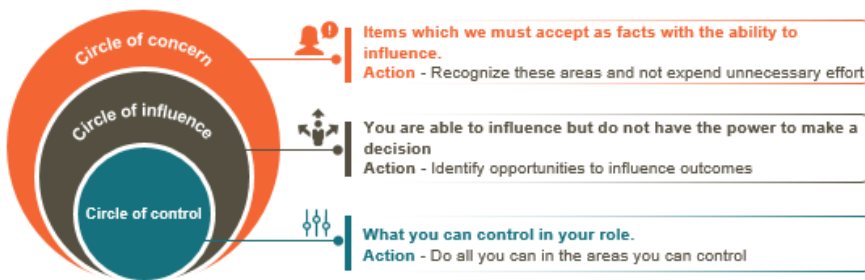 Circle of concern
Items which we must accept as facts with the ability to
influence.
Action - Recognize these areas and not expend unnecessary effort
Circle of influence
You are able to influence but do not have the power to make a
decision
Action - Identify opportunities to influence outcomes
Circle of control
What you can control in your role.
Action - Do all you can in the areas you can control